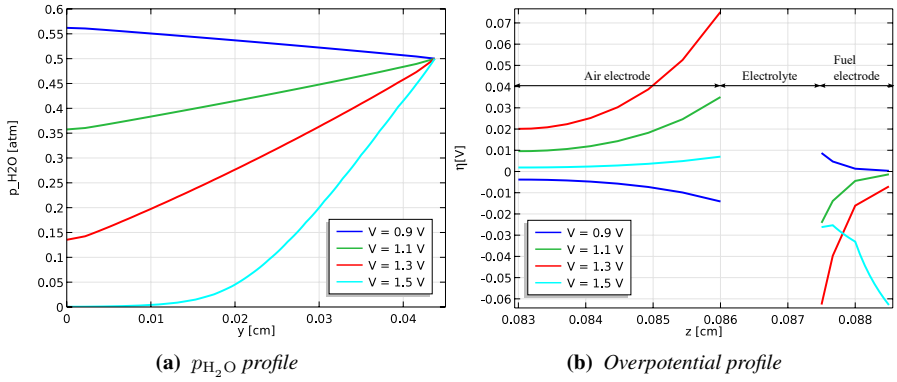 0.6
0.55
0.5
0.45
0.4
0.35
0.3
0.25
0.2
0.15
0.1
0.05
0
p_H2O [atm]
0
0.01
0.02
0.03
0.04
y [cm]
V = 0.9 V
V = 1.1 V
V = 1.3 V
V = 1.5 V
(a) pH₂O profile
0.07
0.06
0.05
0.04
0.03
0.02
0.01
0
-0.01
-0.02
-0.03
-0.04
-0.05
-0.06
η[V]
Air electrode
Electrolyte
Fuel
electrode
0.083
0.084
0.085
0.086
0.087
0.088
z [cm]
V = 0.9 V
V = 1.1 V
V = 1.3 V
V = 1.5 V
(b) Overpotential profile